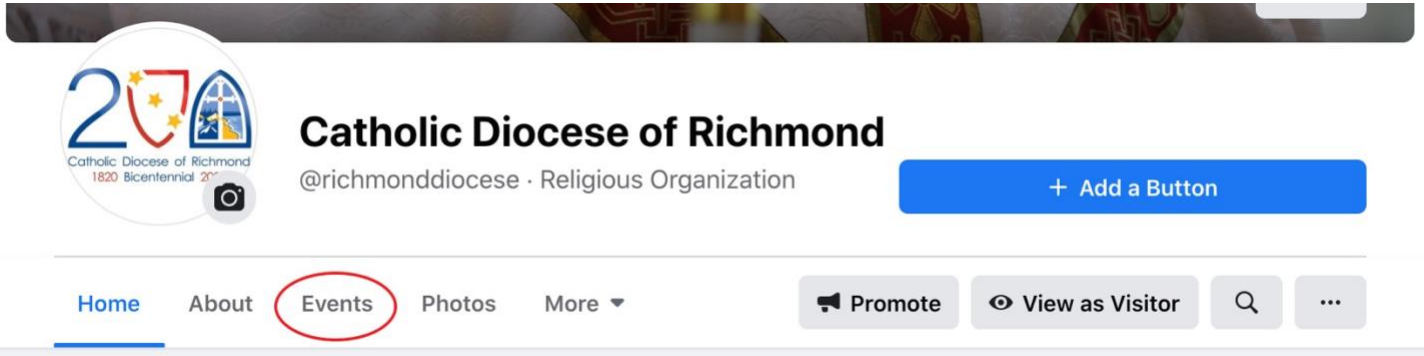 200
Catholic Diocese of Richmond
1820 Bicentennial
Catholic Diocese of Richmond
@richmonddiocese · Religious Organization
+ Add a Button
Home About Events Photos More Promote View as Visitor ...